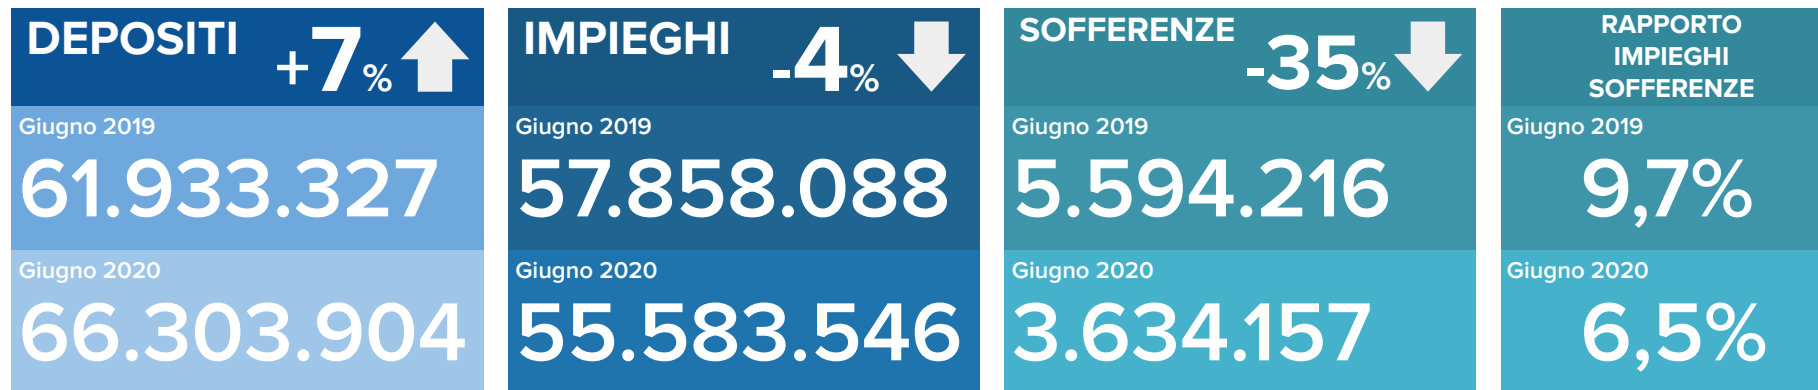 DEPOSITI
+7%
Giugno 2019
61.933.327
Giugno 2020
66.303.904
IMPIEGHI
-4%
Giugno 2019
57.858.088
Giugno 2020
55.583.546
SOFFERENZE
-35%
Giugno 2019
5.594.216
Giugno 2020
3.634.157
RAPPORTO
IMPIEGHI
SOFFERENZE
Giugno 2019
9,7%
Giugno 2020
6,5%